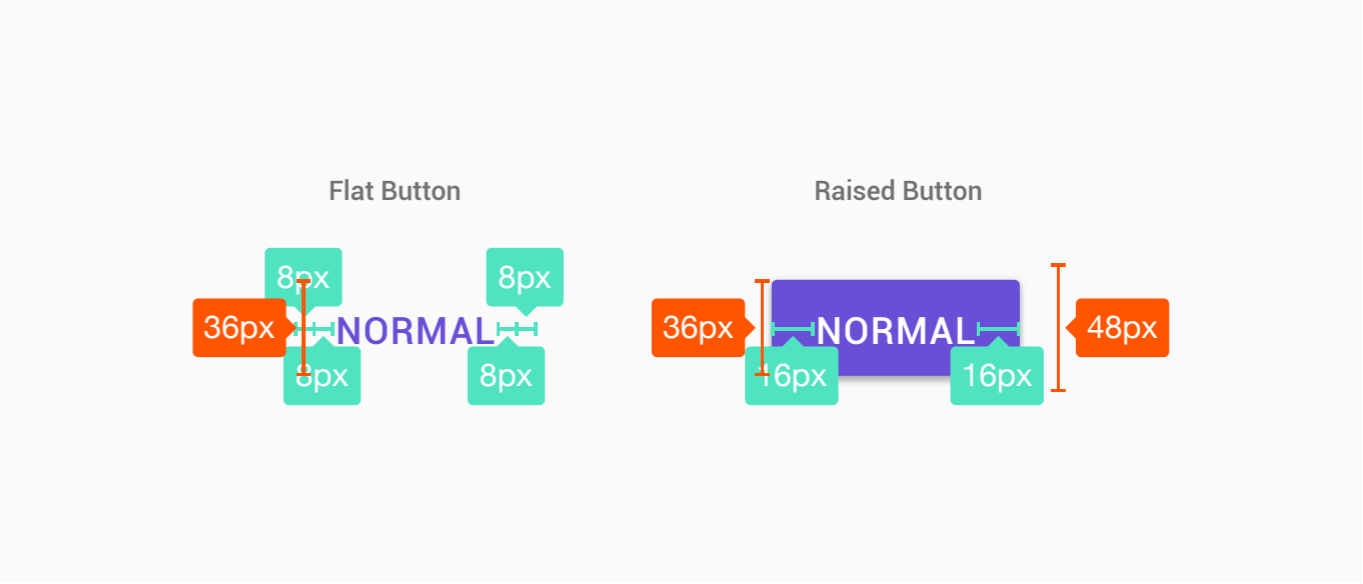 Flat Button
Raised Button
8px
8px
36px
NORMAL
8px
8px
36px
NORMAL
48px
16px
16px